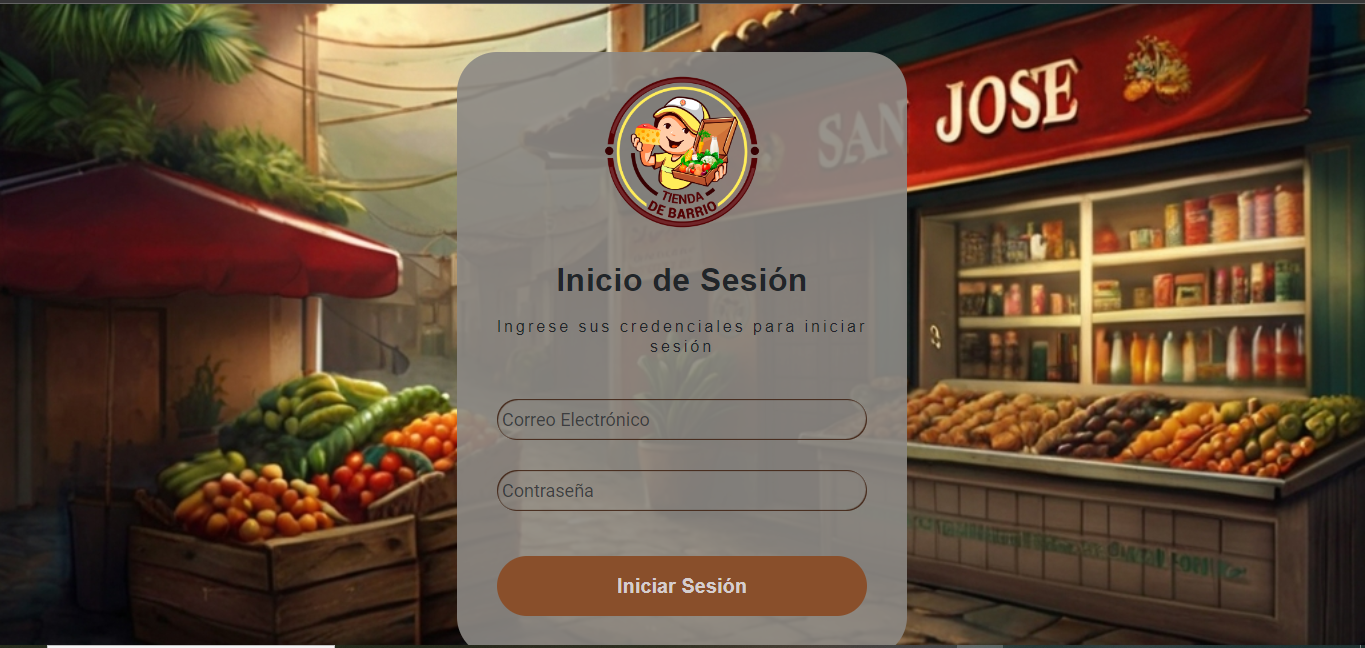 SAN JOSE
TIENDA
DE BARRIO
Inicio de Sesión
Ingrese sus credenciales para iniciar
sesión
Correo Electrónico
Contraseña
Iniciar Sesión